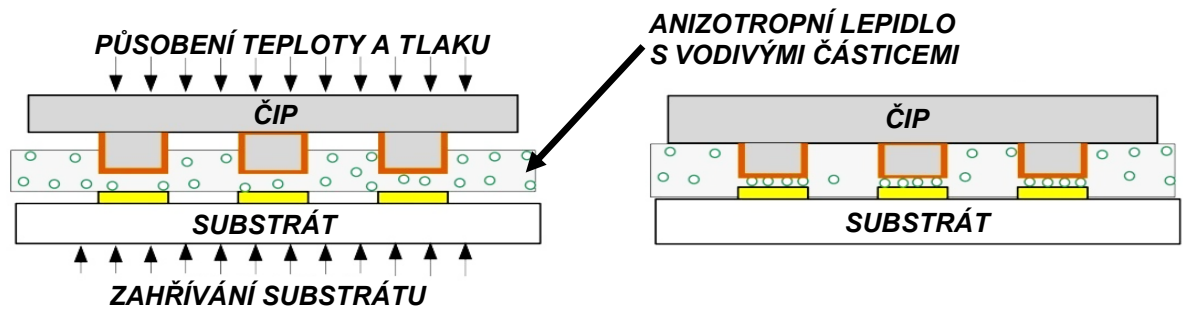 PŮSOBENÍ TEPLOTY A TLAKU
ANIZOTROPNÍ LEPIDLO
S VODIVÝMI ČÁSTICEMI
ČIP
SUBSTRÁT
ZAHŘÍVÁNÍ SUBSTRÁTU
ČIP
SUBSTRÁT